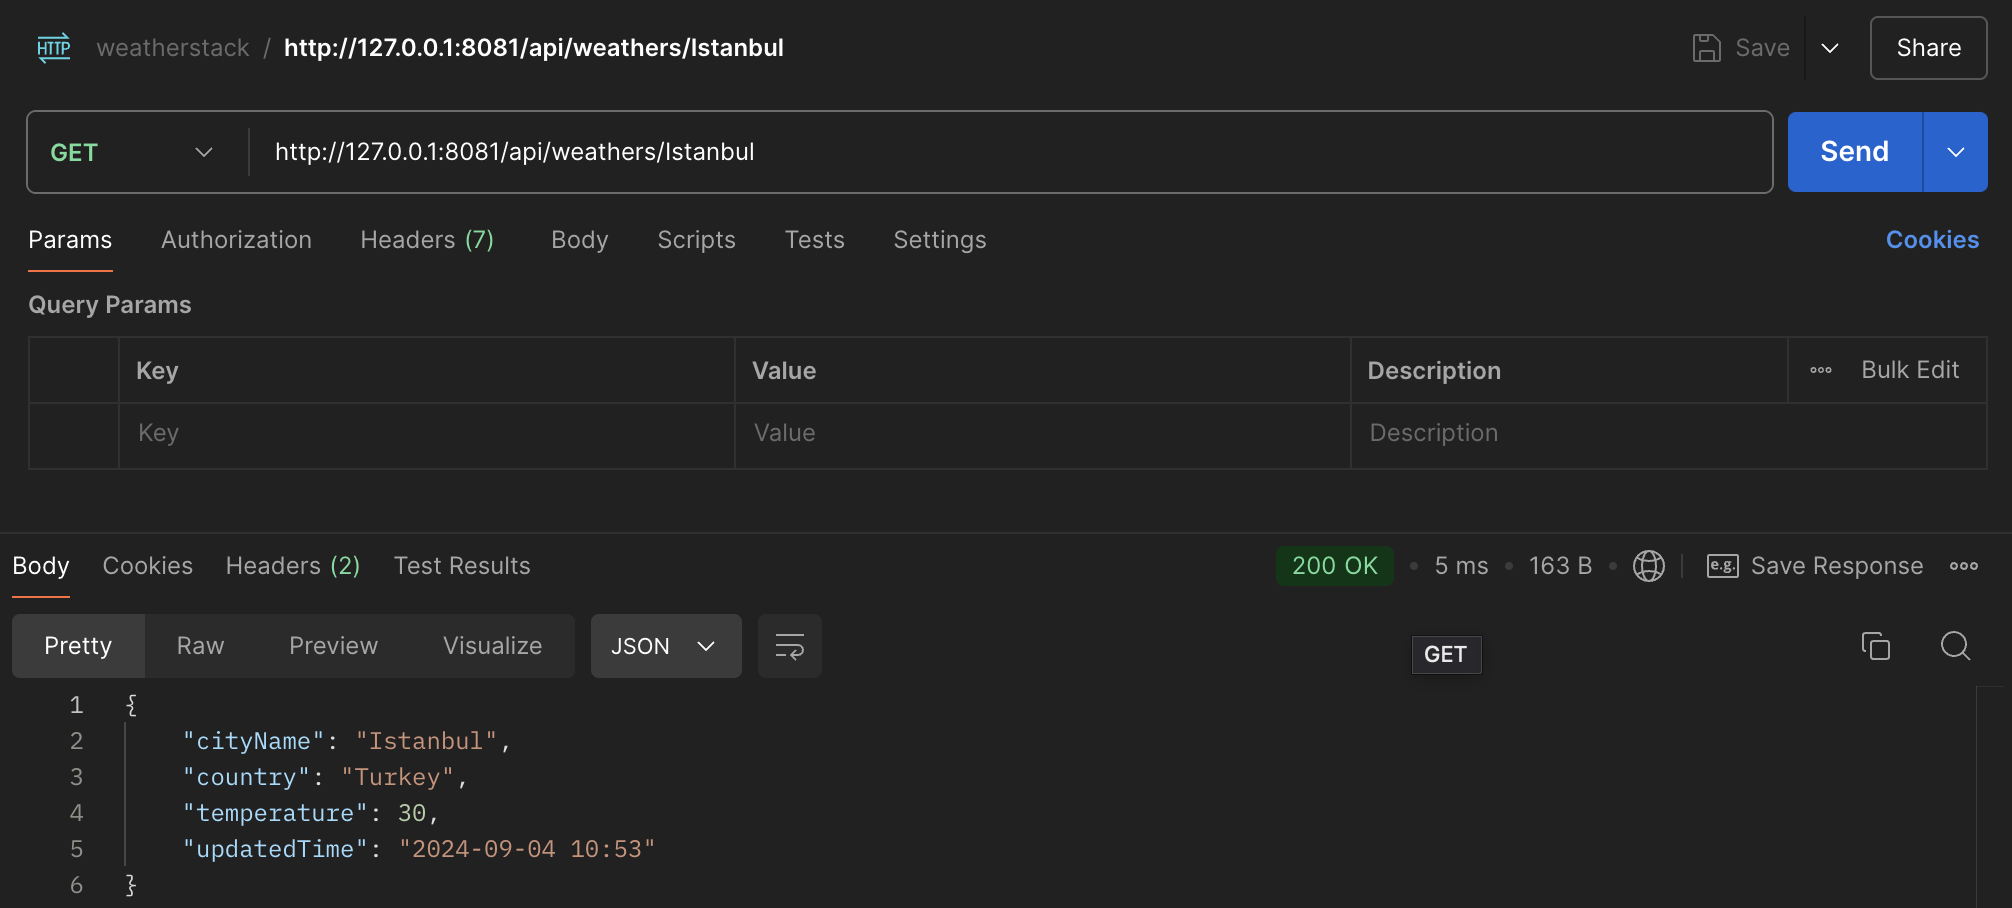 HTTP weatherstack / http://127.0.0.1:8081/api/weathers/Istanbul Save Share
GET http://127.0.0.1:8081/api/weathers/Istanbul Send
Params Authorization Headers (7) Body Scripts Tests Settings Cookies
Query Params
Key Value Description Bulk Edit
Key Value Description
Body Cookies Headers (2) Test Results 200 OK • 5 ms • 163 B • e.g. Save Response
Pretty Raw Preview Visualize JSON GET
1 {
2 "cityName": "Istanbul",
3 "country": "Turkey",
4 "temperature": 30,
5 "updatedTime": "2024-09-04 10:53"
6 }